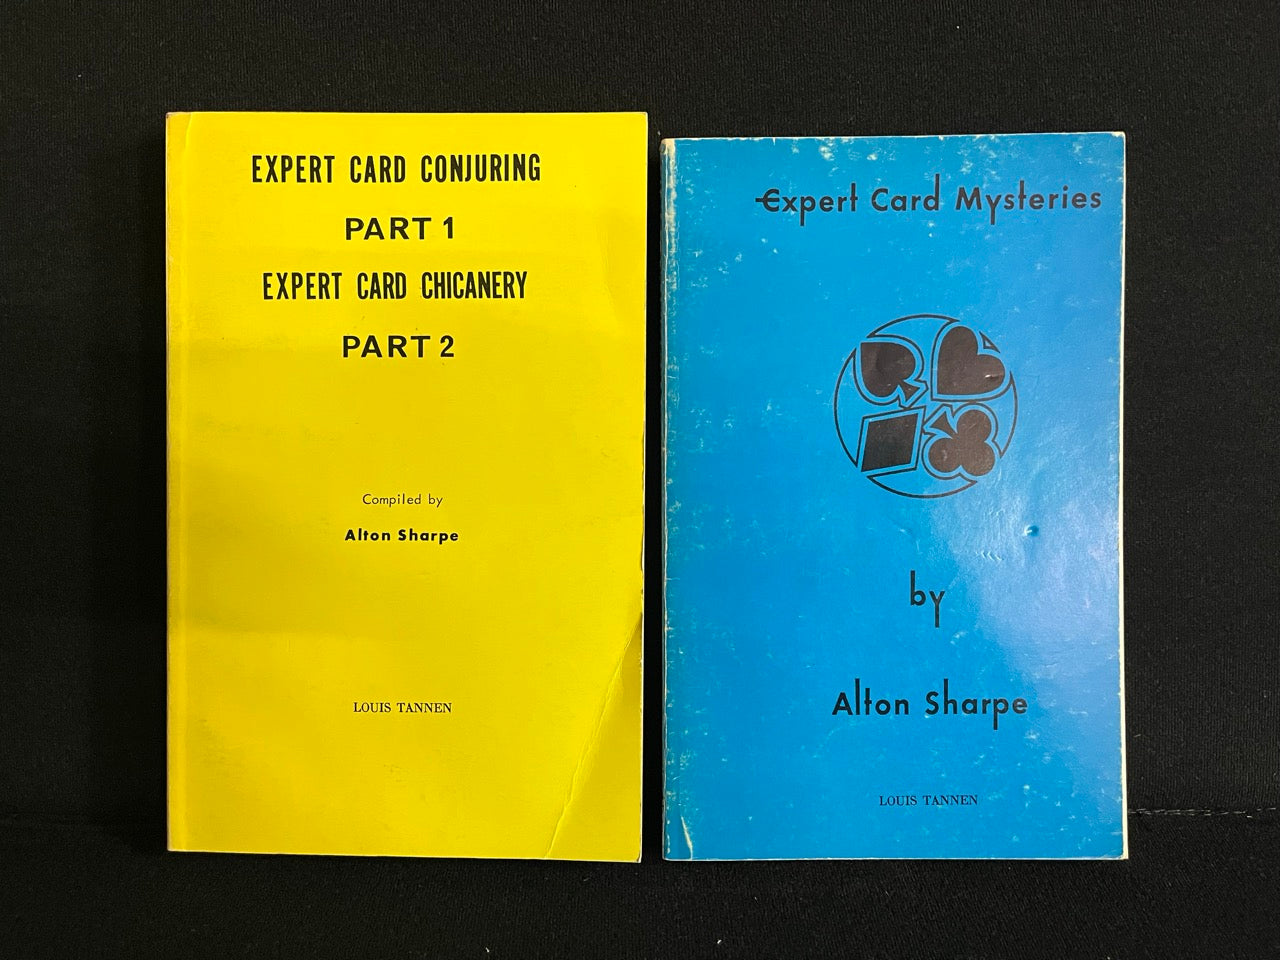 EXPERT CARD CONJURING
PART 1
EXPERT CARD CHICANERY
PART 2
Compiled by
Alton Sharpe
LOUIS TANNEN
Expert Card Mysteries
by
Alton Sharpe
LOUIS TANNEN